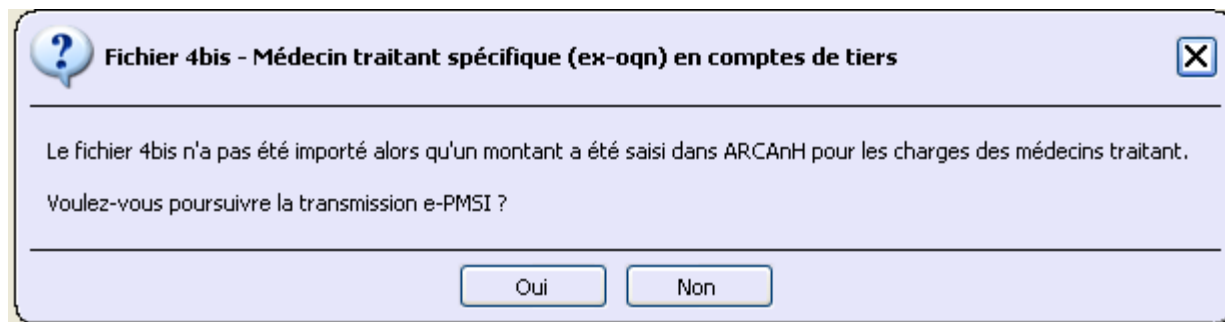 Fichier 4bis - Médecin traitant spécifique (ex-oqn) en comptes de tiers
Le fichier 4bis n'a pas été importé alors qu'un montant a été saisi dans ARCAnH pour les charges des médecins traitant.
Voulez-vous poursuivre la transmission e-PMSI ?
Oui Non